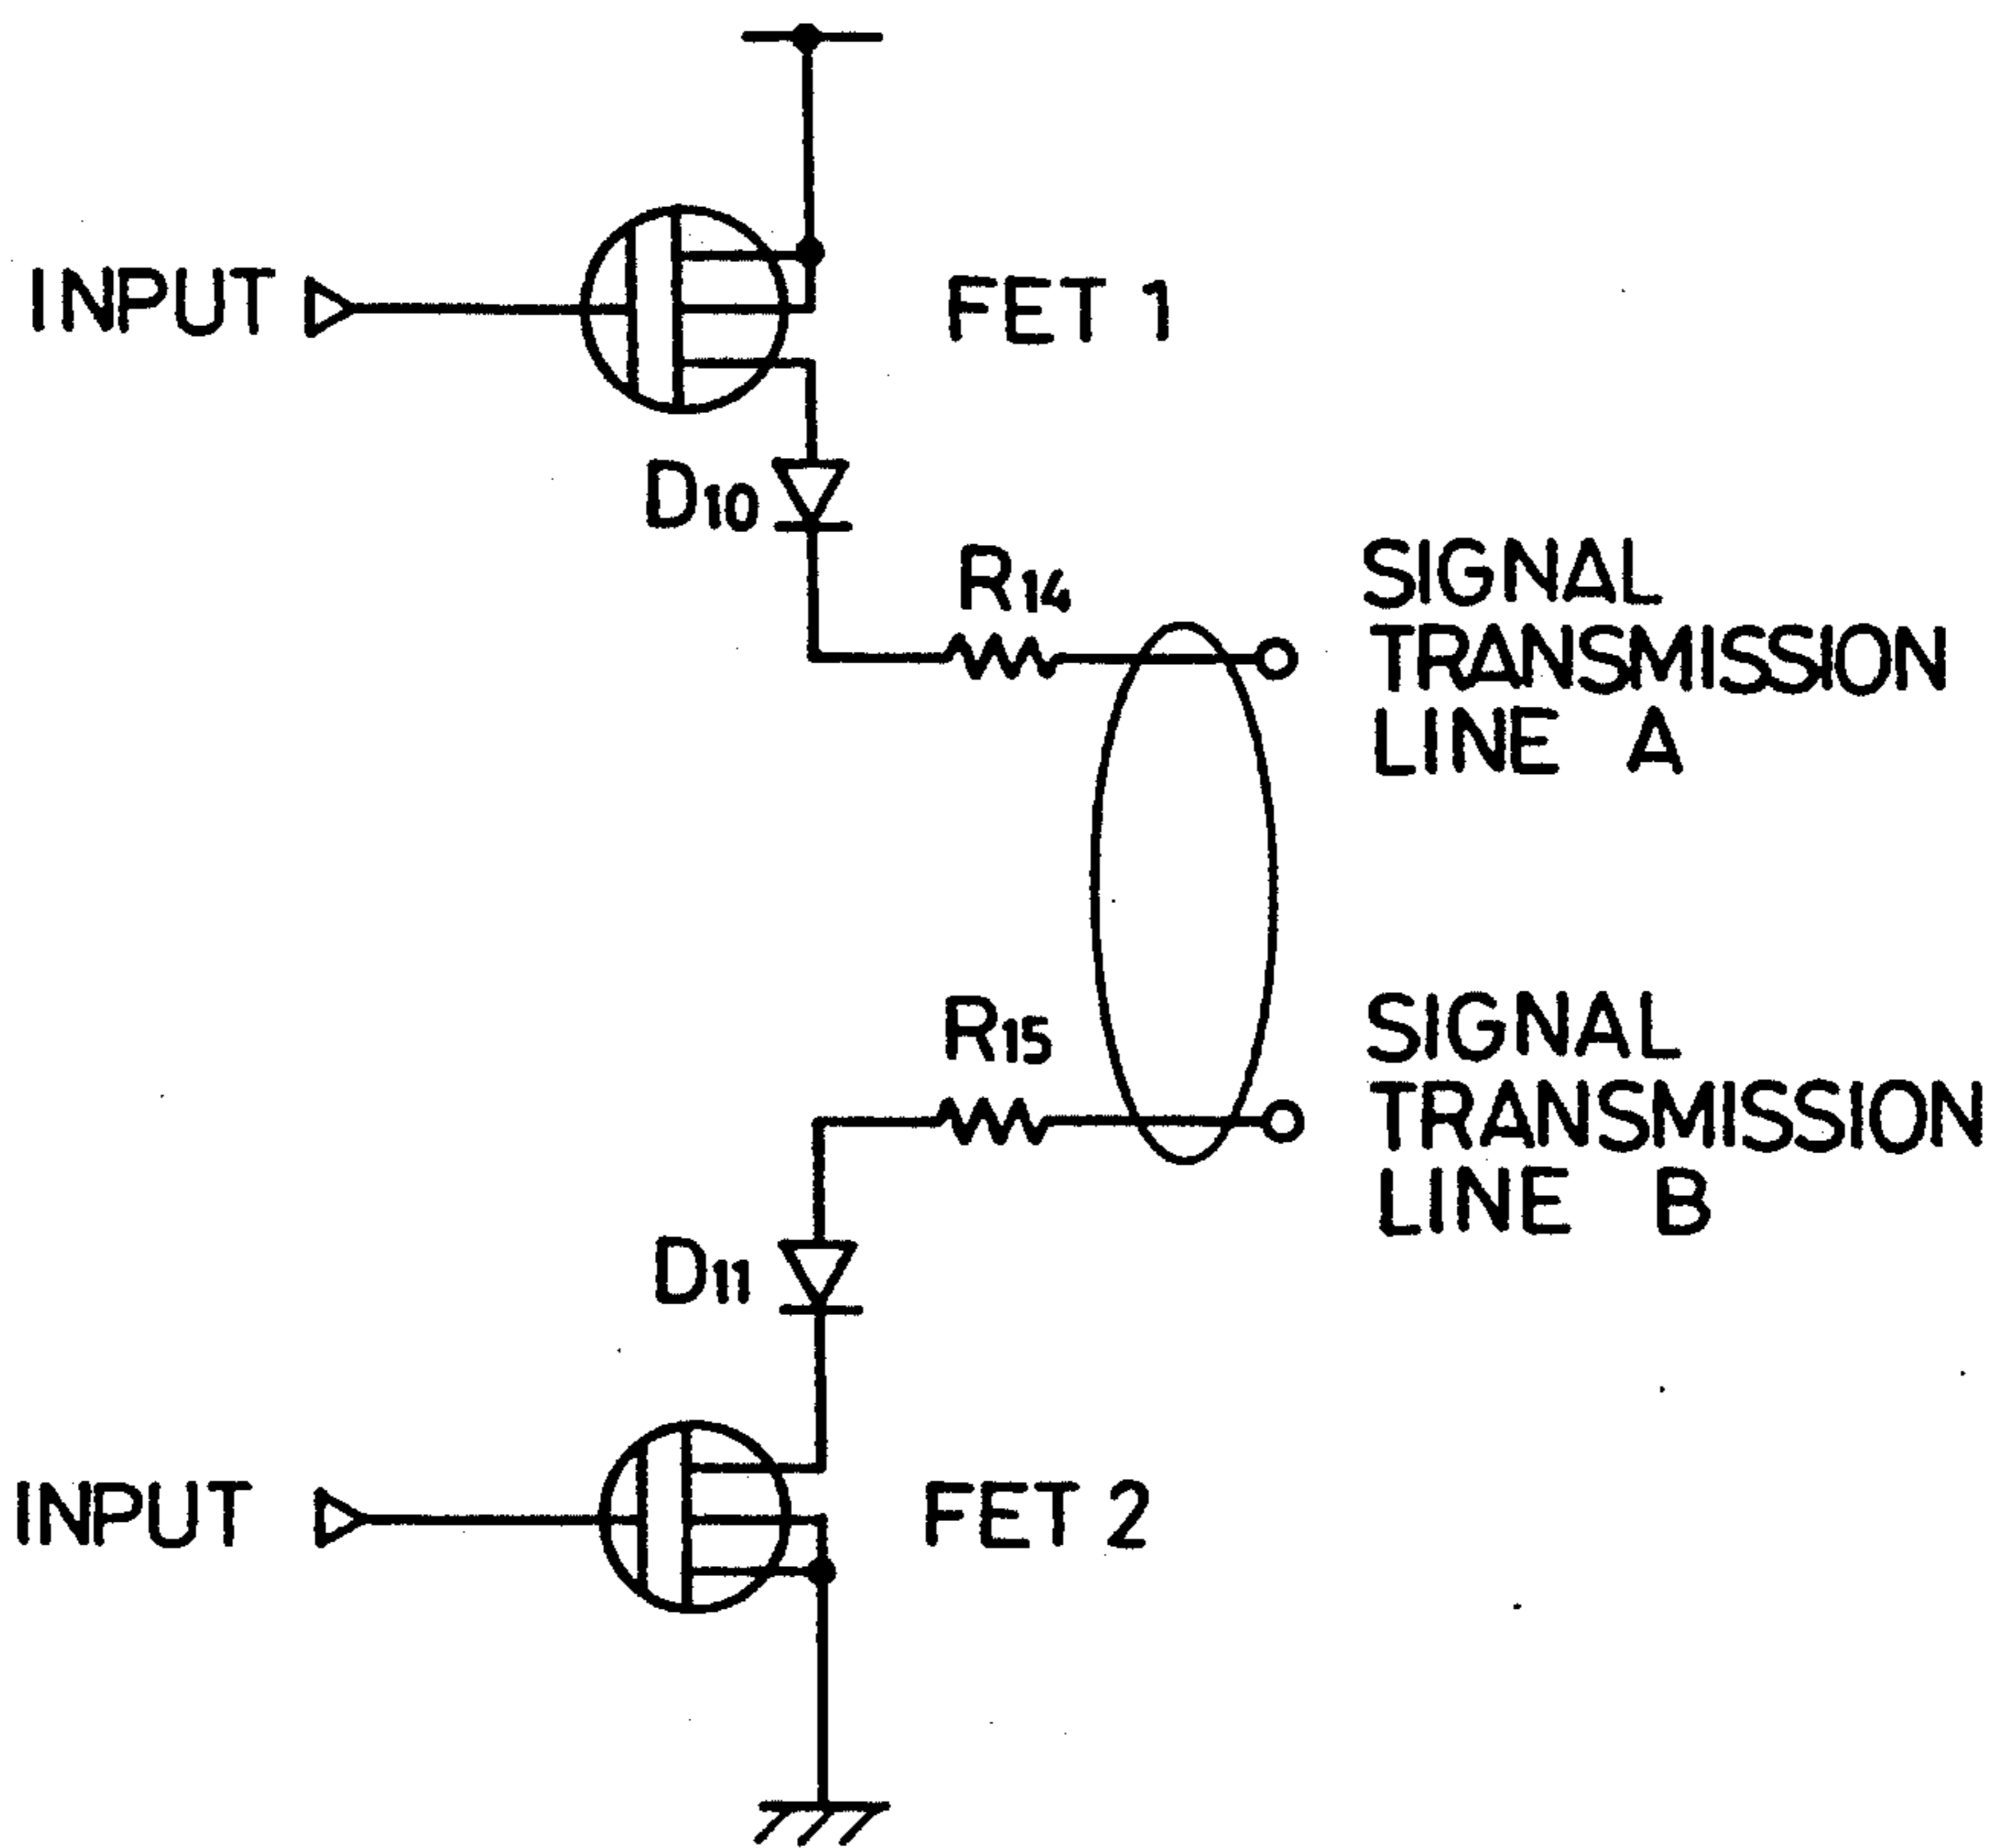 INPUT
FET 1
D10
R14
SIGNAL
TRANSMISSION
LINE A
R15
SIGNAL
TRANSMISSION
LINE B
D11
INPUT
FET 2